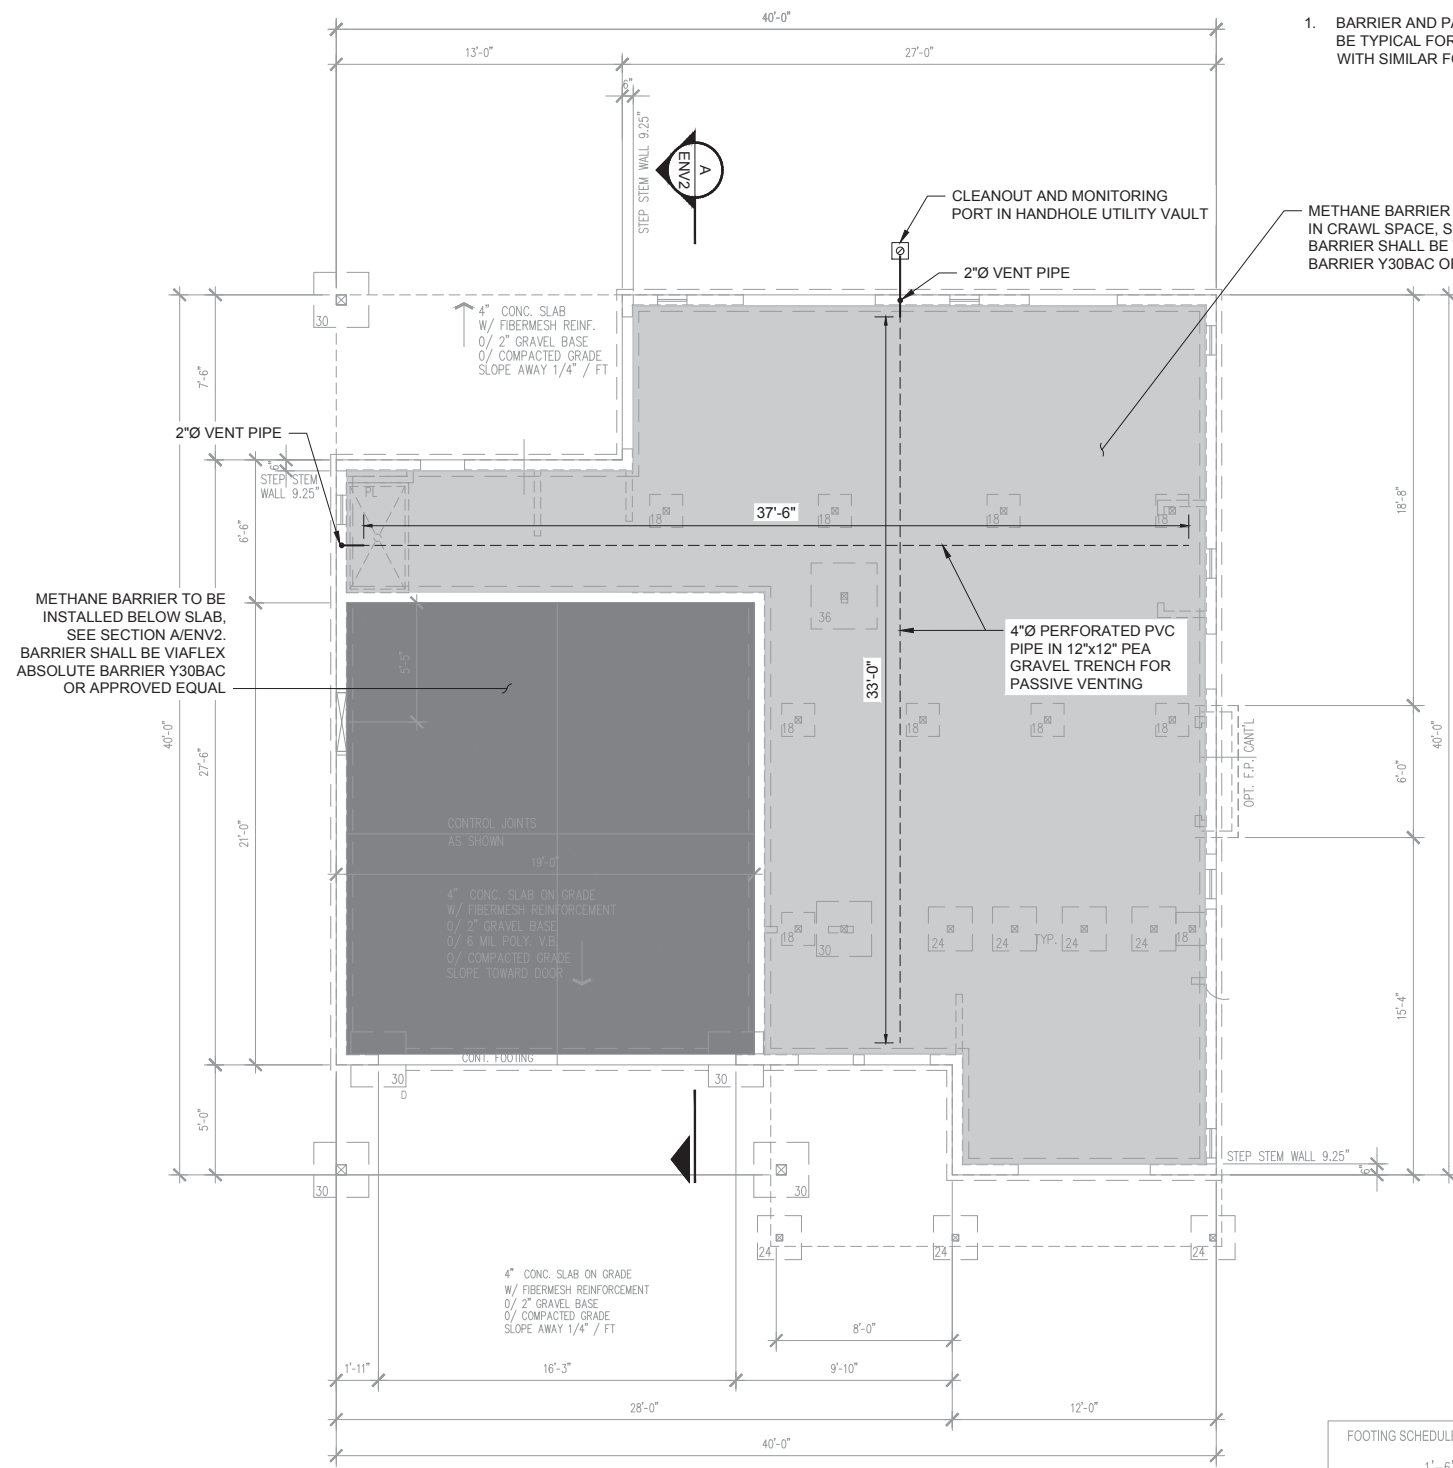 40'-0"
13'-0"
27'-0"
6"
1. BARRIER AND PA
BE TYPICAL FOR
WITH SIMILAR FO
STEP STEM WALL 9.25"
A
ENV2
CLEANOUT AND MONITORING
PORT IN HANDHOLE UTILITY VAULT
2"Ø VENT PIPE
METHANE BARRIER
IN CRAWL SPACE, S
BARRIER SHALL BE
BARRIER Y30BAC O
30
4" CONC. SLAB
W/ FIBERMESH REINF.
O/ 2" GRAVEL BASE
O/ COMPACTED GRADE
SLOPE AWAY 1/4" / FT
7'-6"
2"Ø VENT PIPE
6"
STEP STEM
WALL 9.25"
PL
18
18
18
18
37'-6"
18'-8"
6'-6"
METHANE BARRIER TO BE
INSTALLED BELOW SLAB,
SEE SECTION A/ENV2.
BARRIER SHALL BE VIAFLEX
ABSOLUTE BARRIER Y30BAC
OR APPROVED EQUAL
36
5'-5"
33'-0"
4"Ø PERFORATED PVC
PIPE IN 12"x12" PEA
GRAVEL TRENCH FOR
PASSIVE VENTING
18
18
18
18
40'-0"
27'-6"
21'-0"
OPT. F.P. CANT'L
6'-0"
40'-0"
CONTROL JOINTS
AS SHOWN
19'-0"
4" CONC. SLAB ON GRADE
W/ FIBERMESH REINFORCEMENT
O/ 2" GRAVEL BASE
O/ 6 MIL POLY. V.B.
O/ COMPACTED GRADE
SLOPE TOWARD DOOR
18
30
24
24
TYP.
24
24
18
15'-4"
CONT. FOOTING
30
D
30
5'-0"
30
30
STEP STEM WALL 9.25"
6"
24
24
24
4" CONC. SLAB ON GRADE
W/ FIBERMESH REINFORCEMENT
O/ 2" GRAVEL BASE
O/ COMPACTED GRADE
SLOPE AWAY 1/4" / FT
8'-0"
1'-11"
16'-3"
9'-10"
28'-0"
12'-0"
40'-0"
FOOTING SCHEDULE
1'-6"